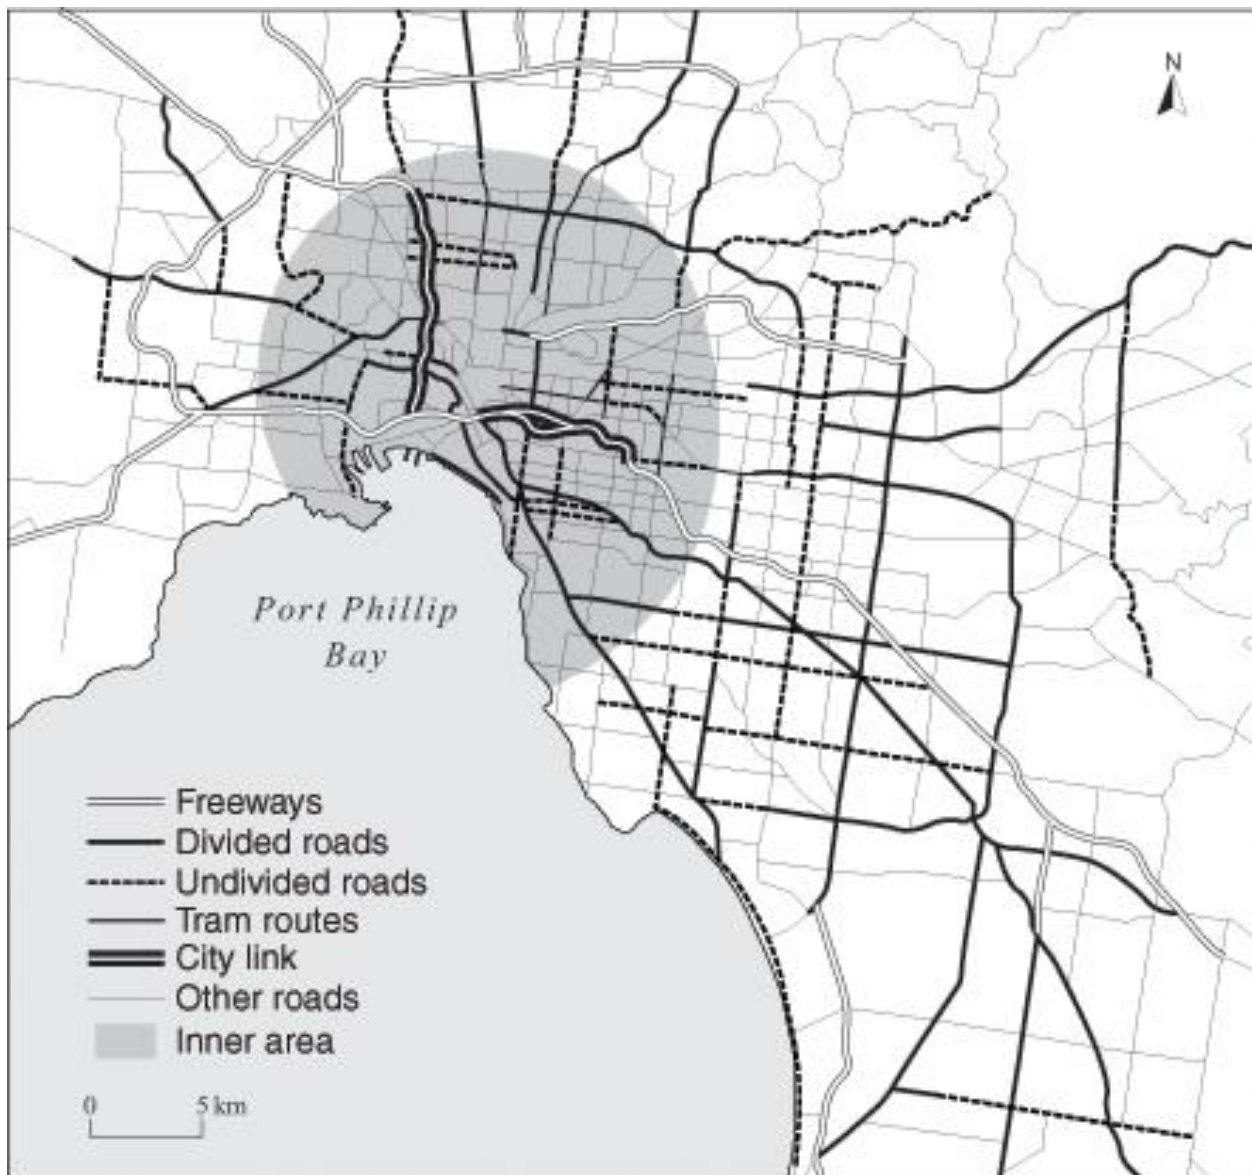 N
Port Phillip
Bay
Freeways
Divided roads
Undivided roads
Tram routes
City link
Other roads
Inner area
0 5 km